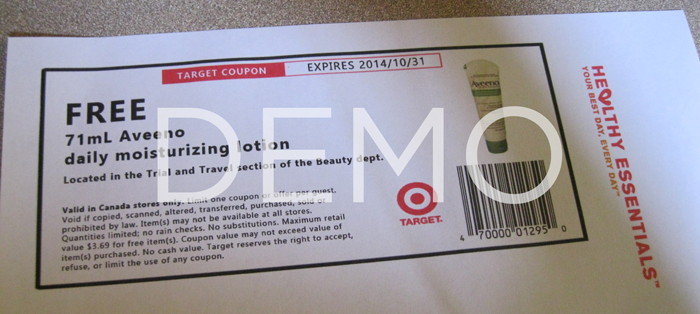 TARGET COUPON EXPIRES 2014/10/31
FREE
71mL Aveeno
daily moisturizing lotion
Located in the Trial and Travel section of the Beauty dept.
Valid in Canada stores only. Limit one coupon or offer per guest.
Void if copied, scanned, altered, transferred, purchased, sold or
prohibited by law. Item(s) may not be available at all stores.
Quantities limited; no rain checks. No substitutions. Maximum retail
value $3.69 for free item(s). Coupon value may not exceed value of
item(s) purchased. No cash value. Target reserves the right to accept,
refuse, or limit the use of any coupon.
Aveeno
TARGET.
4 70000 01295 0
HEALTHY ESSENTIALS™
YOUR BEST DAY, EVERY DAY
DEMO